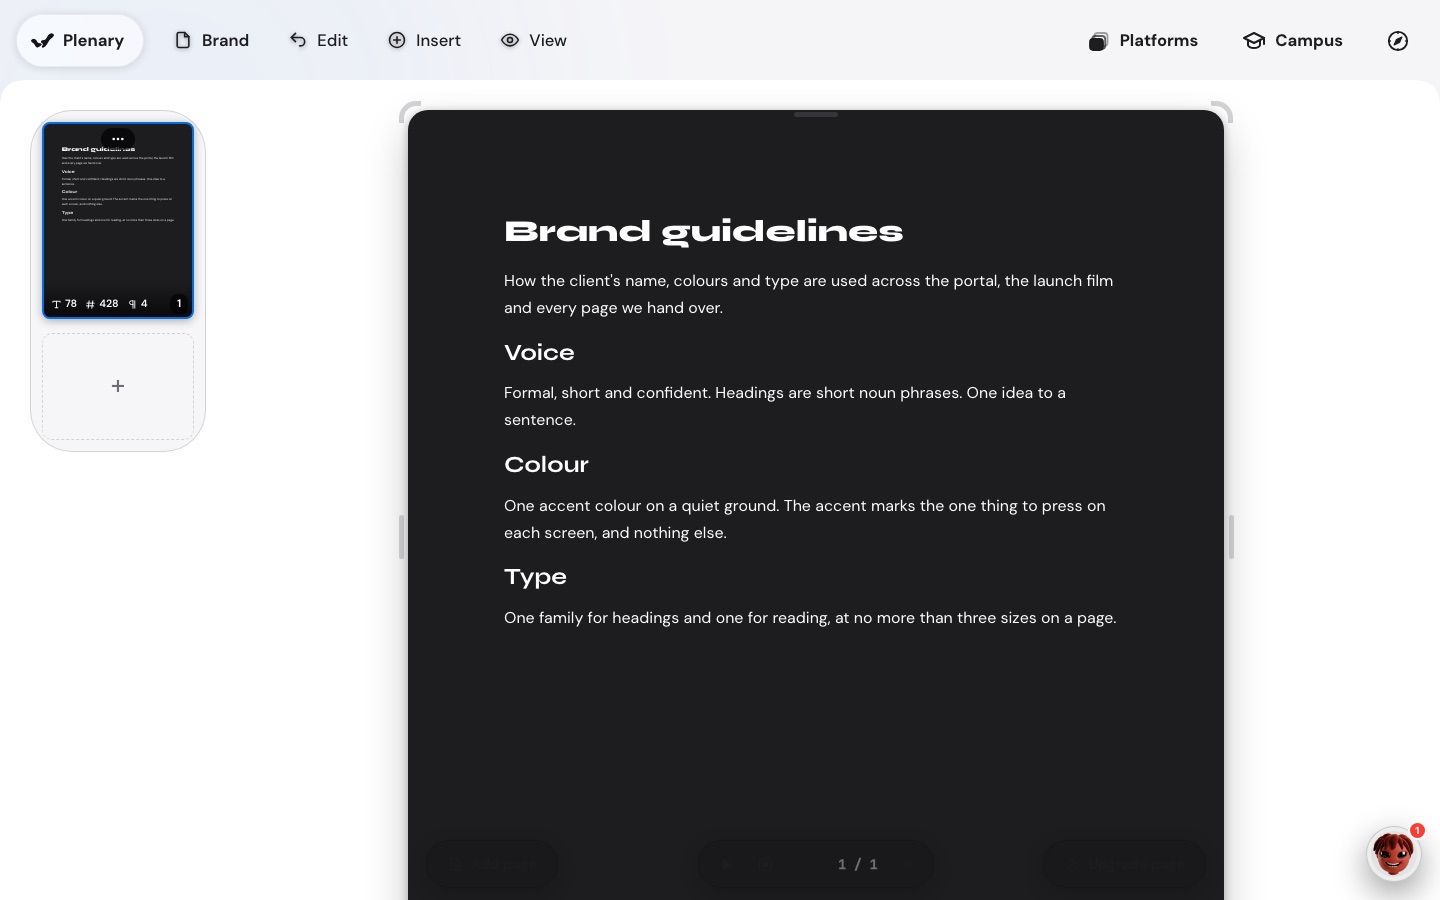 Plenary
Brand
Edit
Insert
View
Platforms
Campus
Brand guidelines
How the client's name, colours and type are used across the portal, the launch film
and every page we hand over.
Voice
Formal, short and confident. Headings are short noun phrases. One idea to a
sentence.
Colour
One accent colour on a quiet ground. The accent marks the one thing to press on
each screen, and nothing else.
Type
One family for headings and one for reading, at no more than three sizes on a page.
78
428
4
1
1 / 1
1